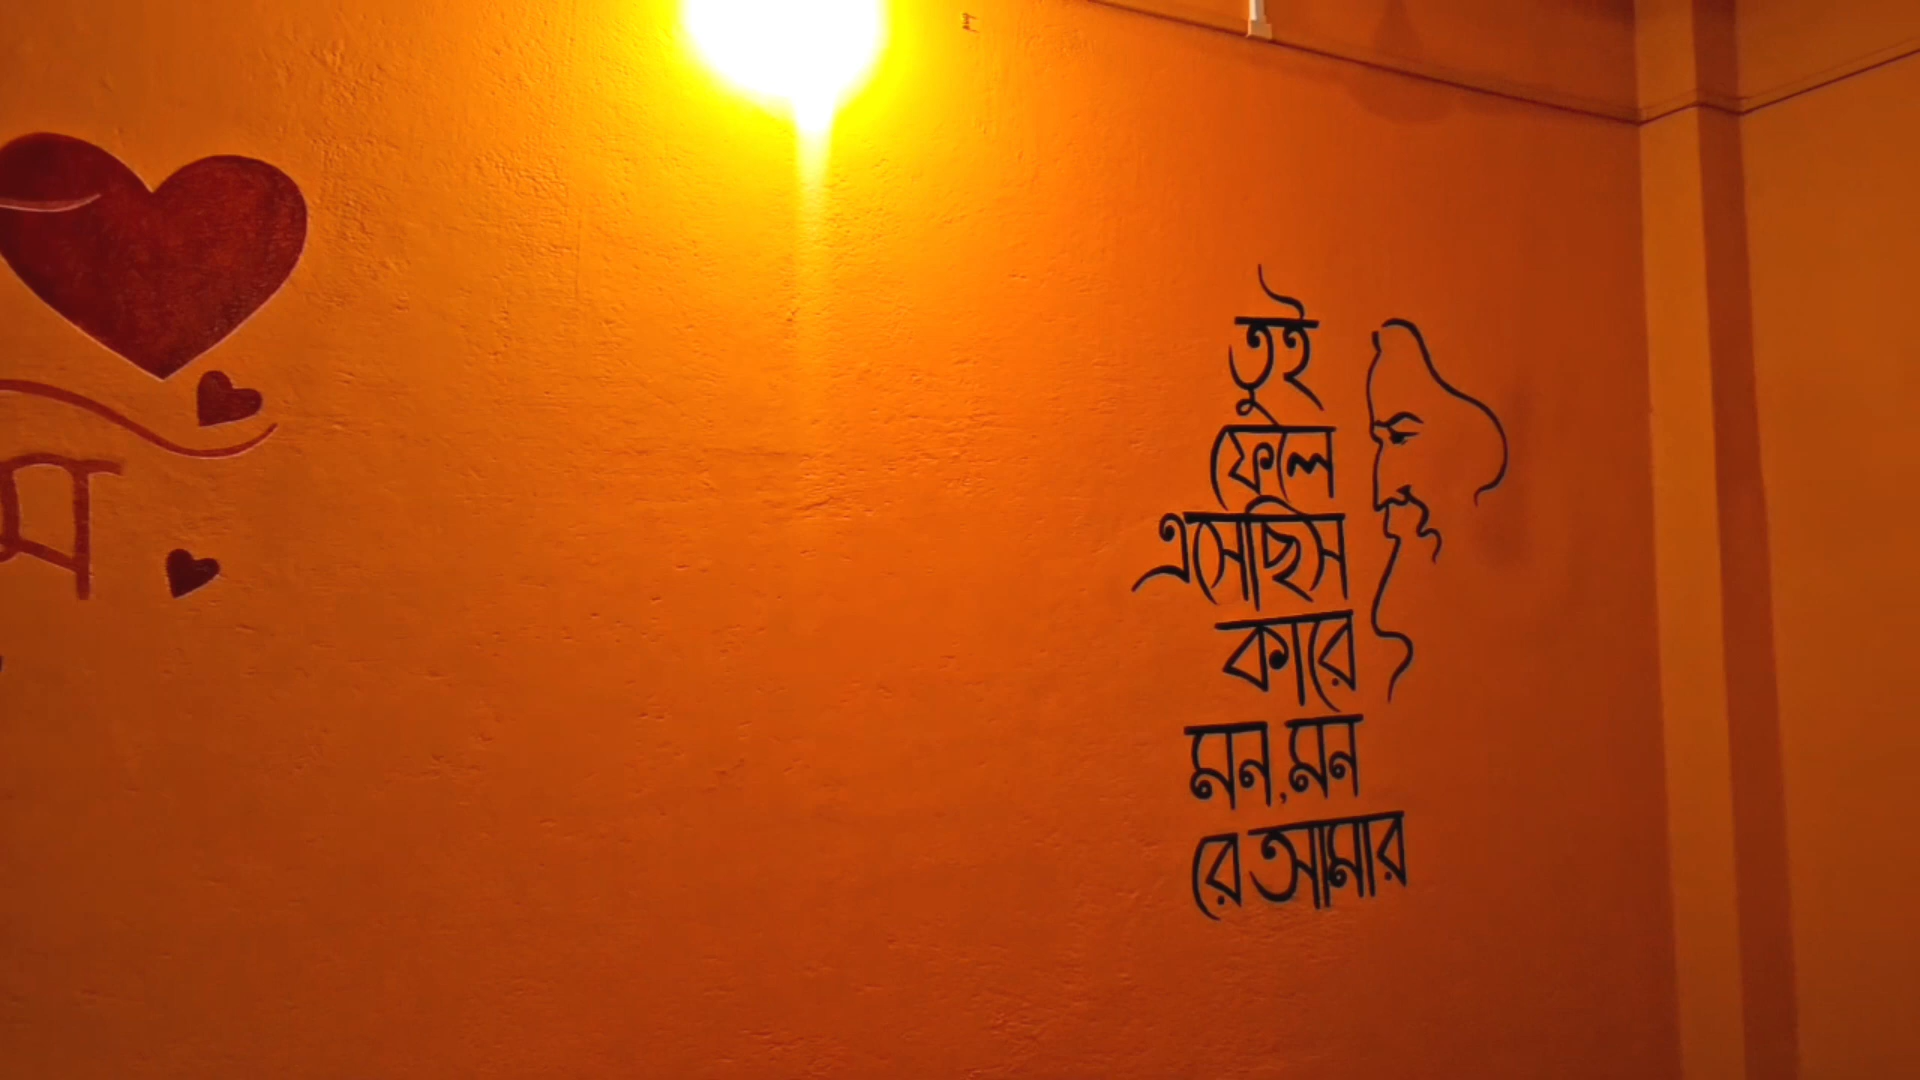 তুই
ফেলে
এসেছিস
কারে
মন,মন
রে আমার